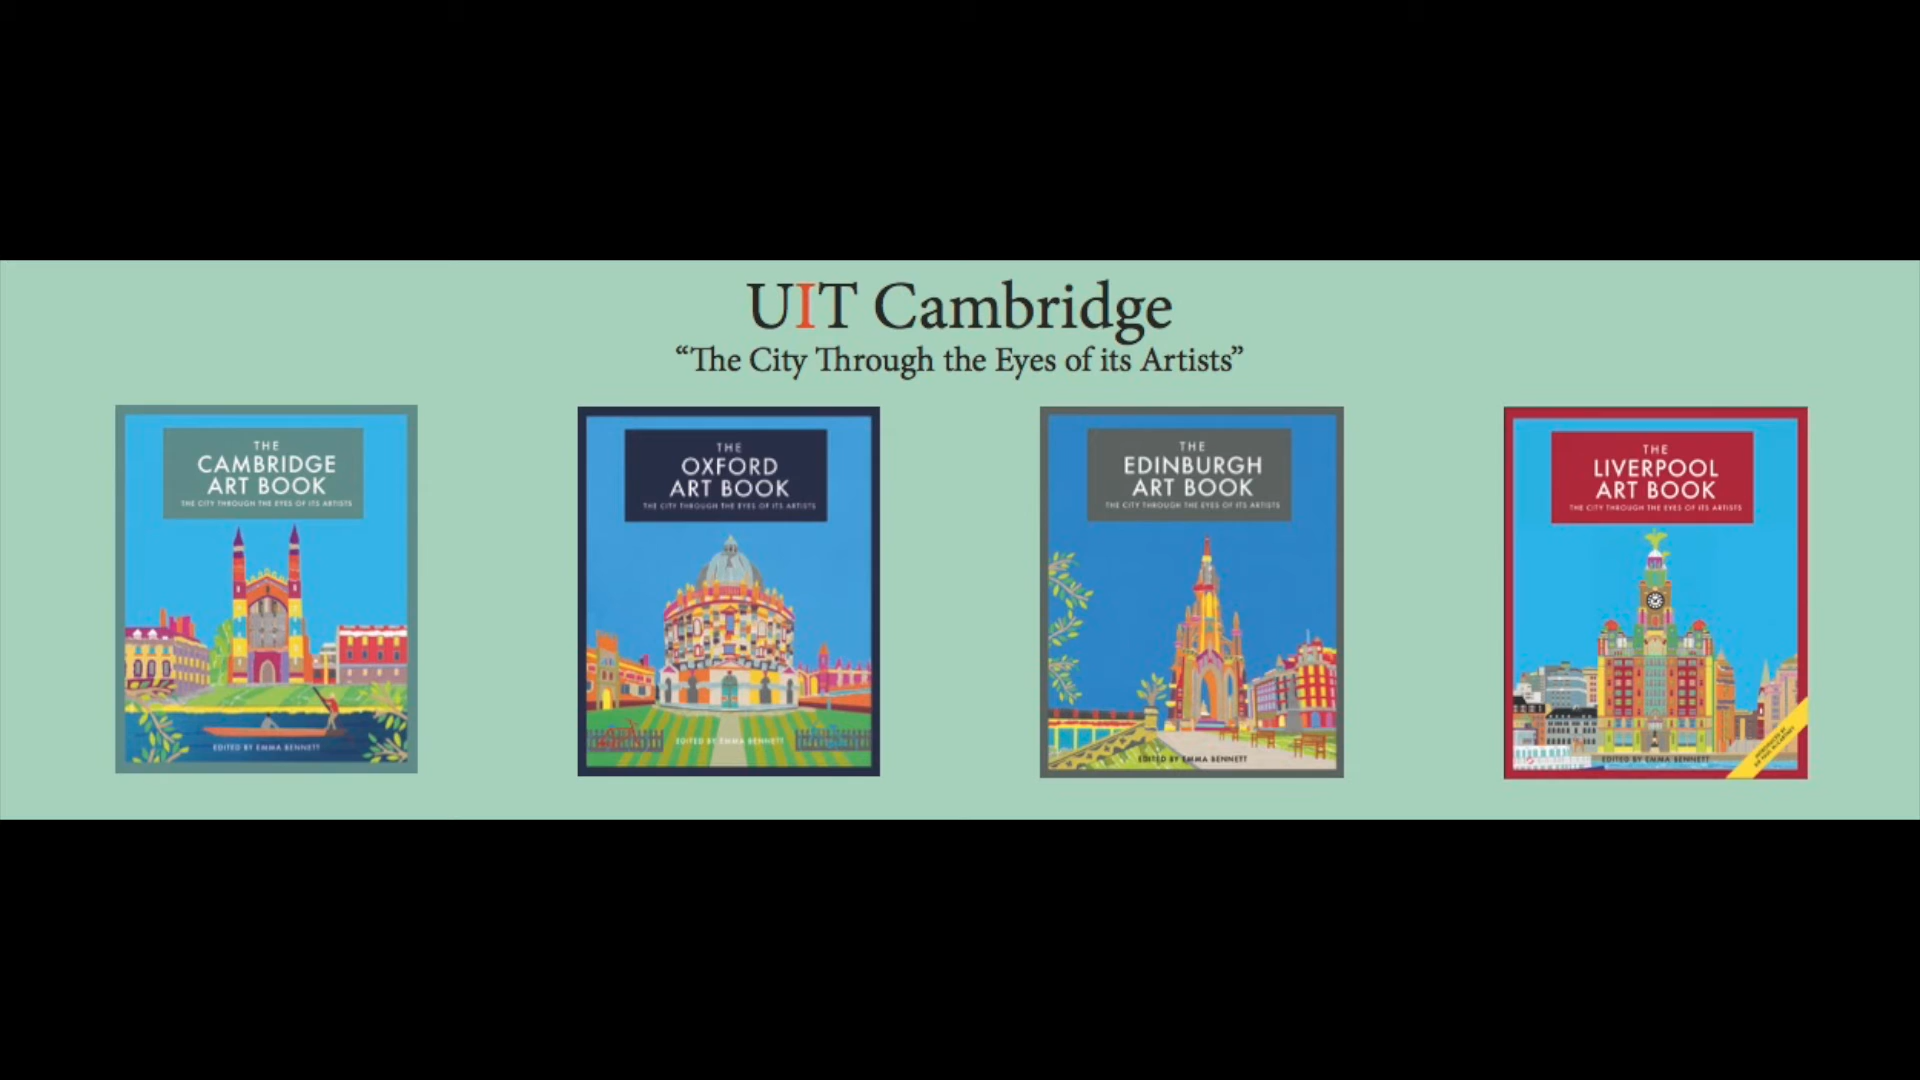 UIT Cambridge
“The City Through the Eyes of its Artists”
THE
CAMBRIDGE
ART BOOK
THE CITY THROUGH THE EYES OF ITS ARTISTS
EDITED BY EMMA BENNETT
THE
OXFORD
ART BOOK
THE CITY THROUGH THE EYES OF ITS ARTISTS
EDITED BY EMMA BENNETT
THE
EDINBURGH
ART BOOK
THE CITY THROUGH THE EYES OF ITS ARTISTS
EDITED BY EMMA BENNETT
THE
LIVERPOOL
ART BOOK
THE CITY THROUGH THE EYES OF ITS ARTISTS
EDITED BY EMMA BENNETT